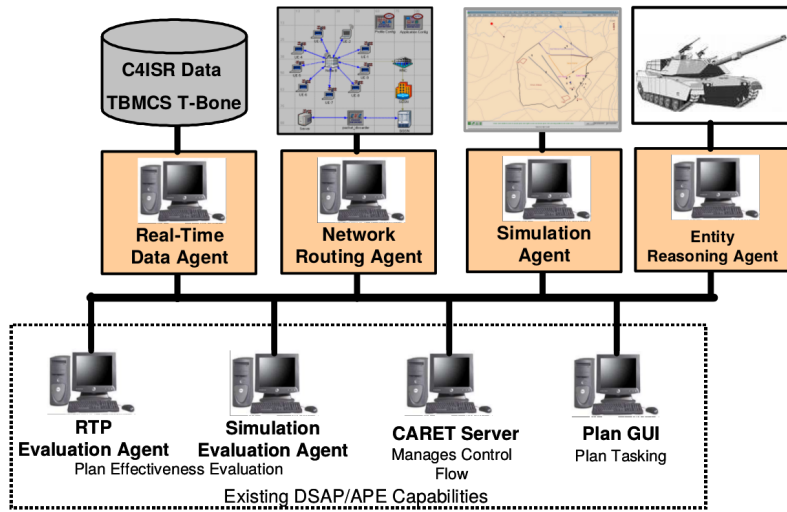 C4ISR Data
TBMCS T-Bone
Real-Time
Data Agent
Network
Routing Agent
Simulation
Agent
Entity
Reasoning Agent
RTP
Evaluation Agent
Simulation
Evaluation Agent
Plan Effectiveness Evaluation
CARET Server
Manages Control
Flow
Plan GUI
Plan Tasking
Existing DSAP/APE Capabilities